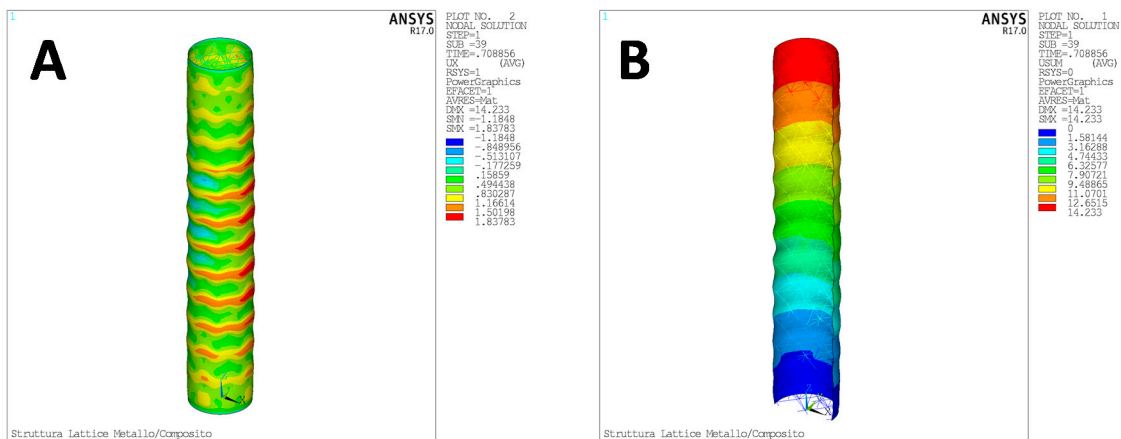 1
A
ANSYS
R17.0
PLOT NO.   2
NODAL SOLUTION
STEP=1
SUB =39
TIME=.708856
UX       (AVG)
RSYS=1
PowerGraphics
EFACET=1
AVRES=Mat
DMX =14.233
SMN =-1.1848
SMX =1.83783
-1.1848
-.848956
-.513107
-.177259
.15859
.494438
.830287
1.16614
1.50198
1.83783
X
Struttura Lattice Metallo/Composito
1
B
ANSYS
R17.0
PLOT NO.   1
NODAL SOLUTION
STEP=1
SUB =39
TIME=.708856
USUM     (AVG)
RSYS=0
PowerGraphics
EFACET=1
AVRES=Mat
DMX =14.233
SMX =14.233
0
1.58144
3.16288
4.74433
6.32577
7.90721
9.48865
11.0701
12.6515
14.233
Struttura Lattice Metallo/Composito